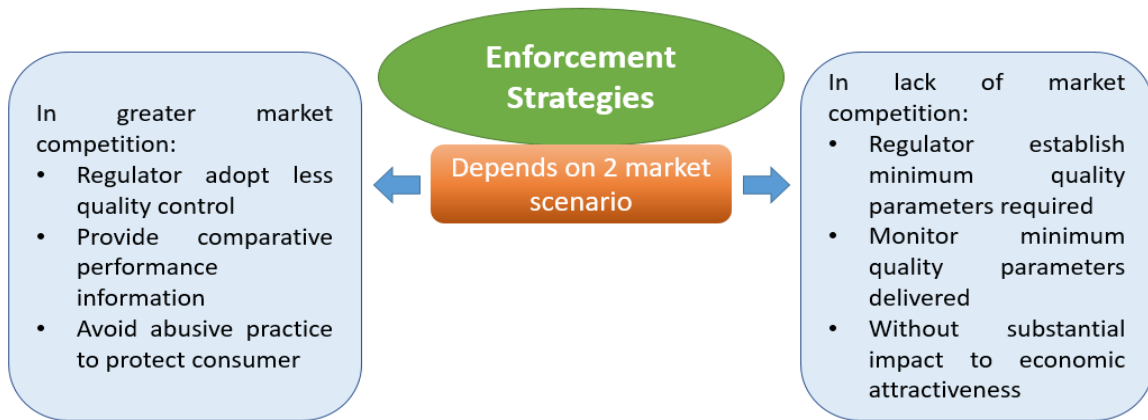 Enforcement
Strategies
Depends on 2 market
scenario
In greater market
competition:
• Regulator adopt less
quality control
• Provide comparative
performance
information
• Avoid abusive practice
to protect consumer
In lack of market
competition:
• Regulator establish
minimum quality
parameters required
• Monitor minimum
quality parameters
delivered
• Without substantial
impact to economic
attractiveness